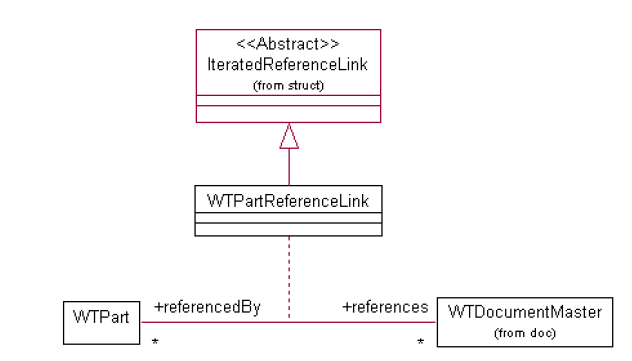 <<Abstract>>
IteratedReferenceLink
(from struct)
WTPartReferenceLink
+referencedBy
+references
WTPart
WTDocumentMaster
(from doc)
*
*